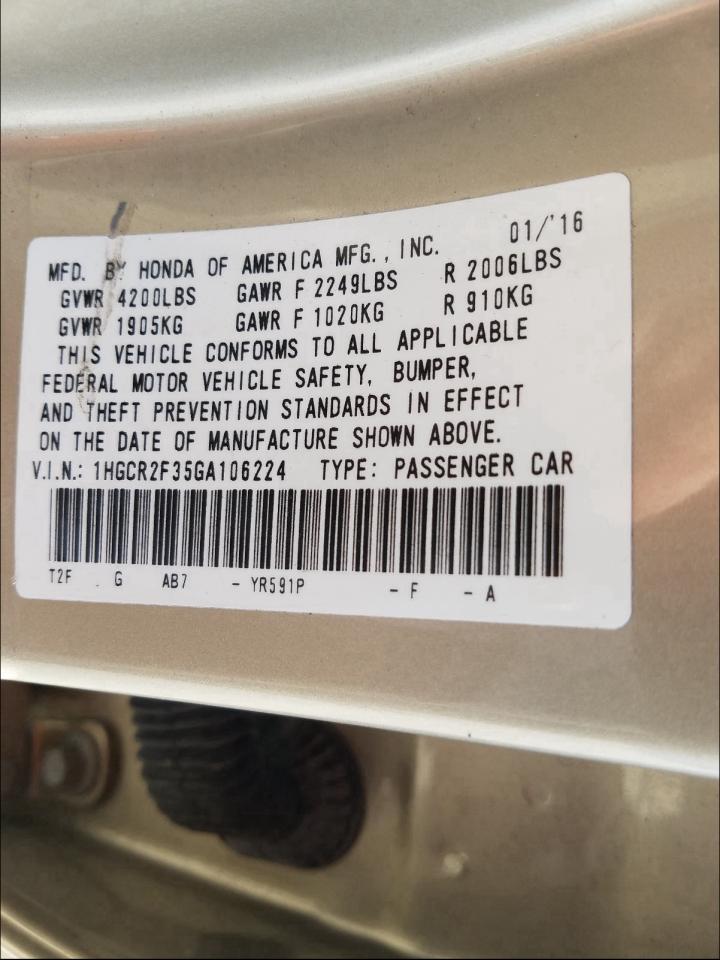 01/'16
MFD. BY HONDA OF AMERICA MFG., INC.
GVWR 4200LBS GAWR F 2249LBS R 2006LBS
GVWR 1905KG GAWR F 1020KG R 910KG
THIS VEHICLE CONFORMS TO ALL APPLICABLE
FEDERAL MOTOR VEHICLE SAFETY, BUMPER,
AND THEFT PREVENTION STANDARDS IN EFFECT
ON THE DATE OF MANUFACTURE SHOWN ABOVE.
V.I.N.: 1HGCR2F35GA106224 TYPE: PASSENGER CAR
T2F G AB7 - YR591P - F - A